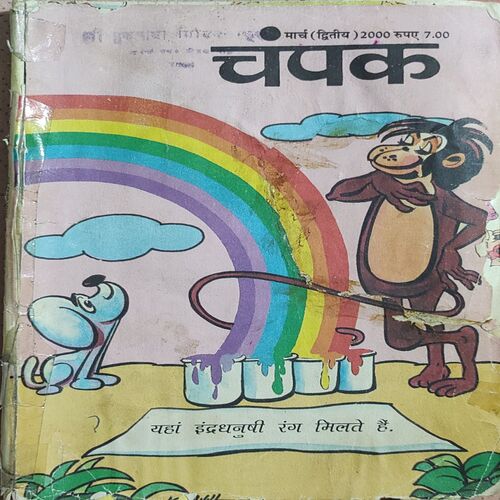 मार्च (द्वितीय) 2000 रुपए 7.00
चंपक
यहां इंद्रधनुषी रंग मिलते हैं.